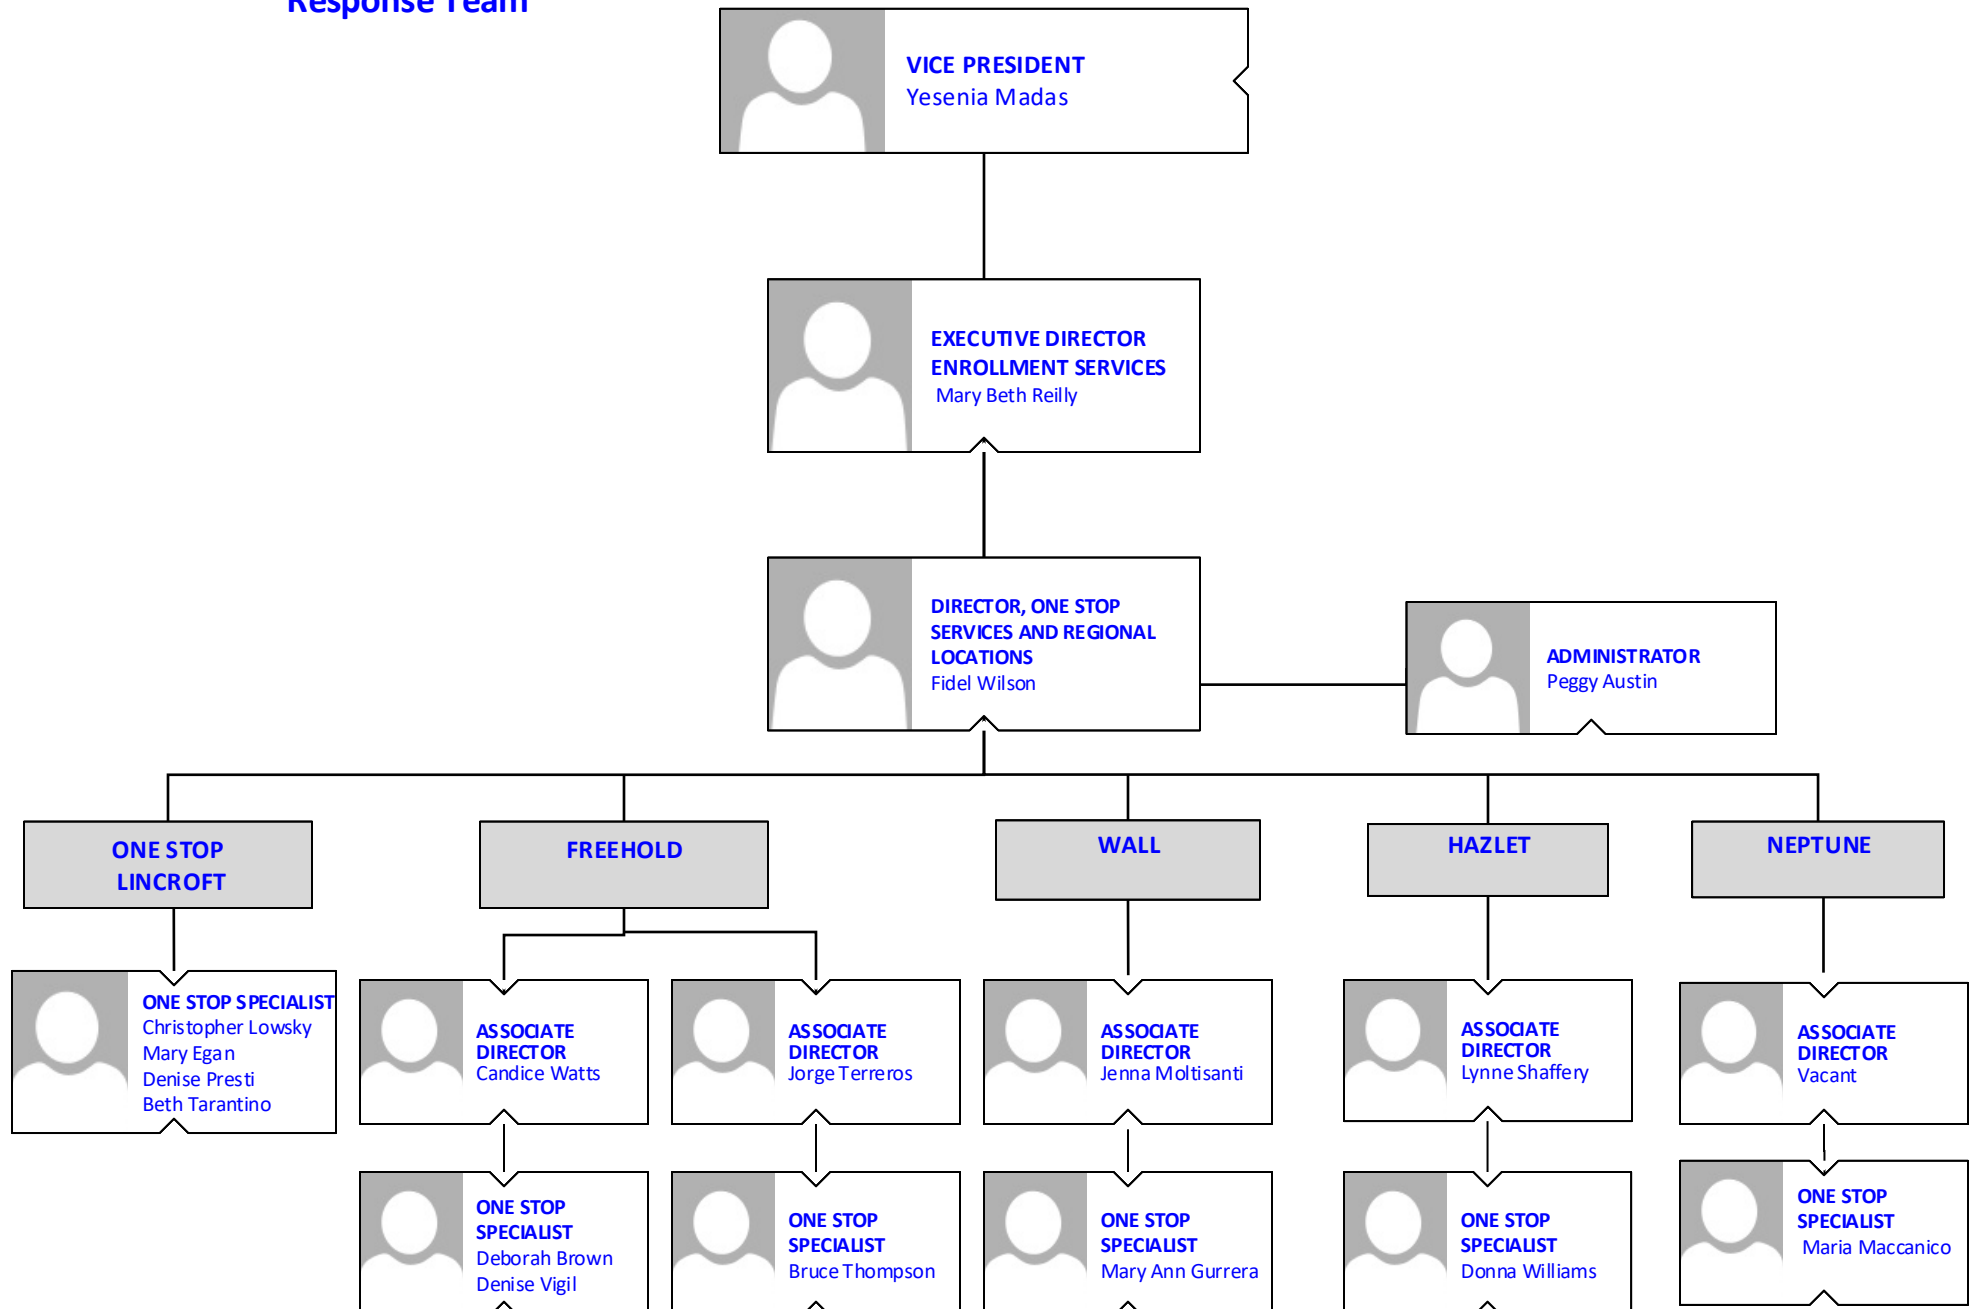 Response Team
VICE PRESIDENT
Yesenia Madas
EXECUTIVE DIRECTOR
ENROLLMENT SERVICES
Mary Beth Reilly
DIRECTOR, ONE STOP
SERVICES AND REGIONAL
LOCATIONS
Fidel Wilson
ADMINISTRATOR
Peggy Austin
ONE STOP
LINCROFT
FREEHOLD
WALL
HAZLET
NEPTUNE
ONE STOP SPECIALIST
Christopher Lowsky
Mary Egan
Denise Presti
Beth Tarantino
ASSOCIATE
DIRECTOR
Candice Watts
ASSOCIATE
DIRECTOR
Jorge Terreros
ASSOCIATE
DIRECTOR
Jenna Moltisanti
ASSOCIATE
DIRECTOR
Lynne Shaffery
ASSOCIATE
DIRECTOR
Vacant
ONE STOP
SPECIALIST
Deborah Brown
Denise Vigil
ONE STOP
SPECIALIST
Bruce Thompson
ONE STOP
SPECIALIST
Mary Ann Gurrera
ONE STOP
SPECIALIST
Donna Williams
ONE STOP
SPECIALIST
Maria Maccanico